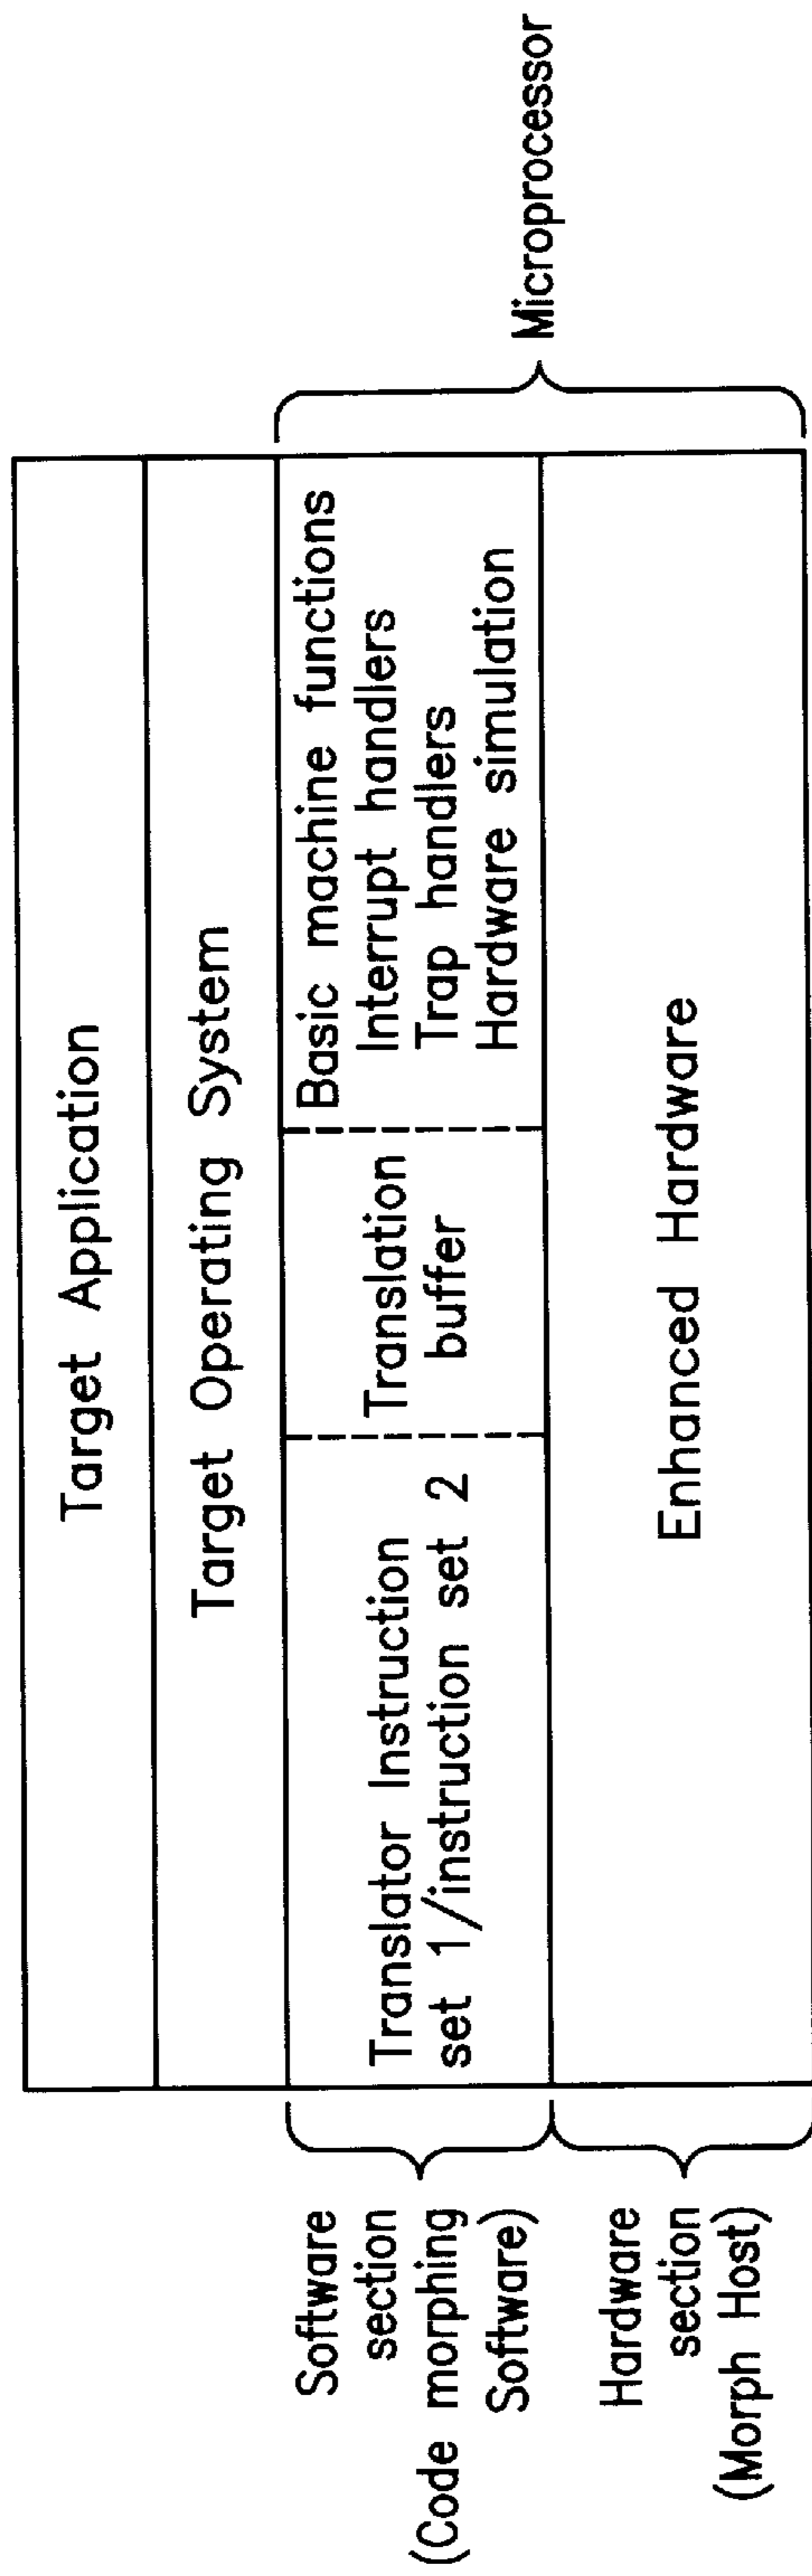 Target Application
Target Operating System
Software
section
(Code morphing
Software)
Translator Instruction
set 1/instruction set 2
Translation
buffer
Basic machine functions
Interrupt handlers
Trap handlers
Hardware simulation
Microprocessor
Hardware
section
(Morph Host)
Enhanced Hardware